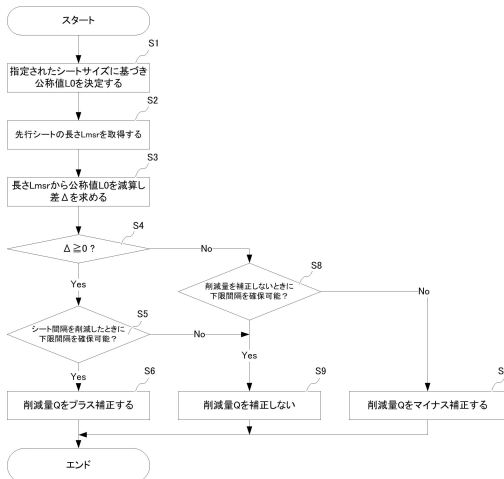 スタート
S1
指定されたシートサイズに基づき
公称値L0を決定する
S2
先行シートの長さLmsrを取得する
S3
長さLmsrから公称値L0を減算し
差Δを求める
S4
Δ≧0？
No
Yes
S8
削減量を補正しないときに
下限間隔を確保可能？
No
Yes
S5
シート間隔を削減したときに
下限間隔を確保可能？
No
Yes
S6
削減量Qをプラス補正する
S9
削減量Qを補正しない
S
削減量Qをマイナス補正する
エンド